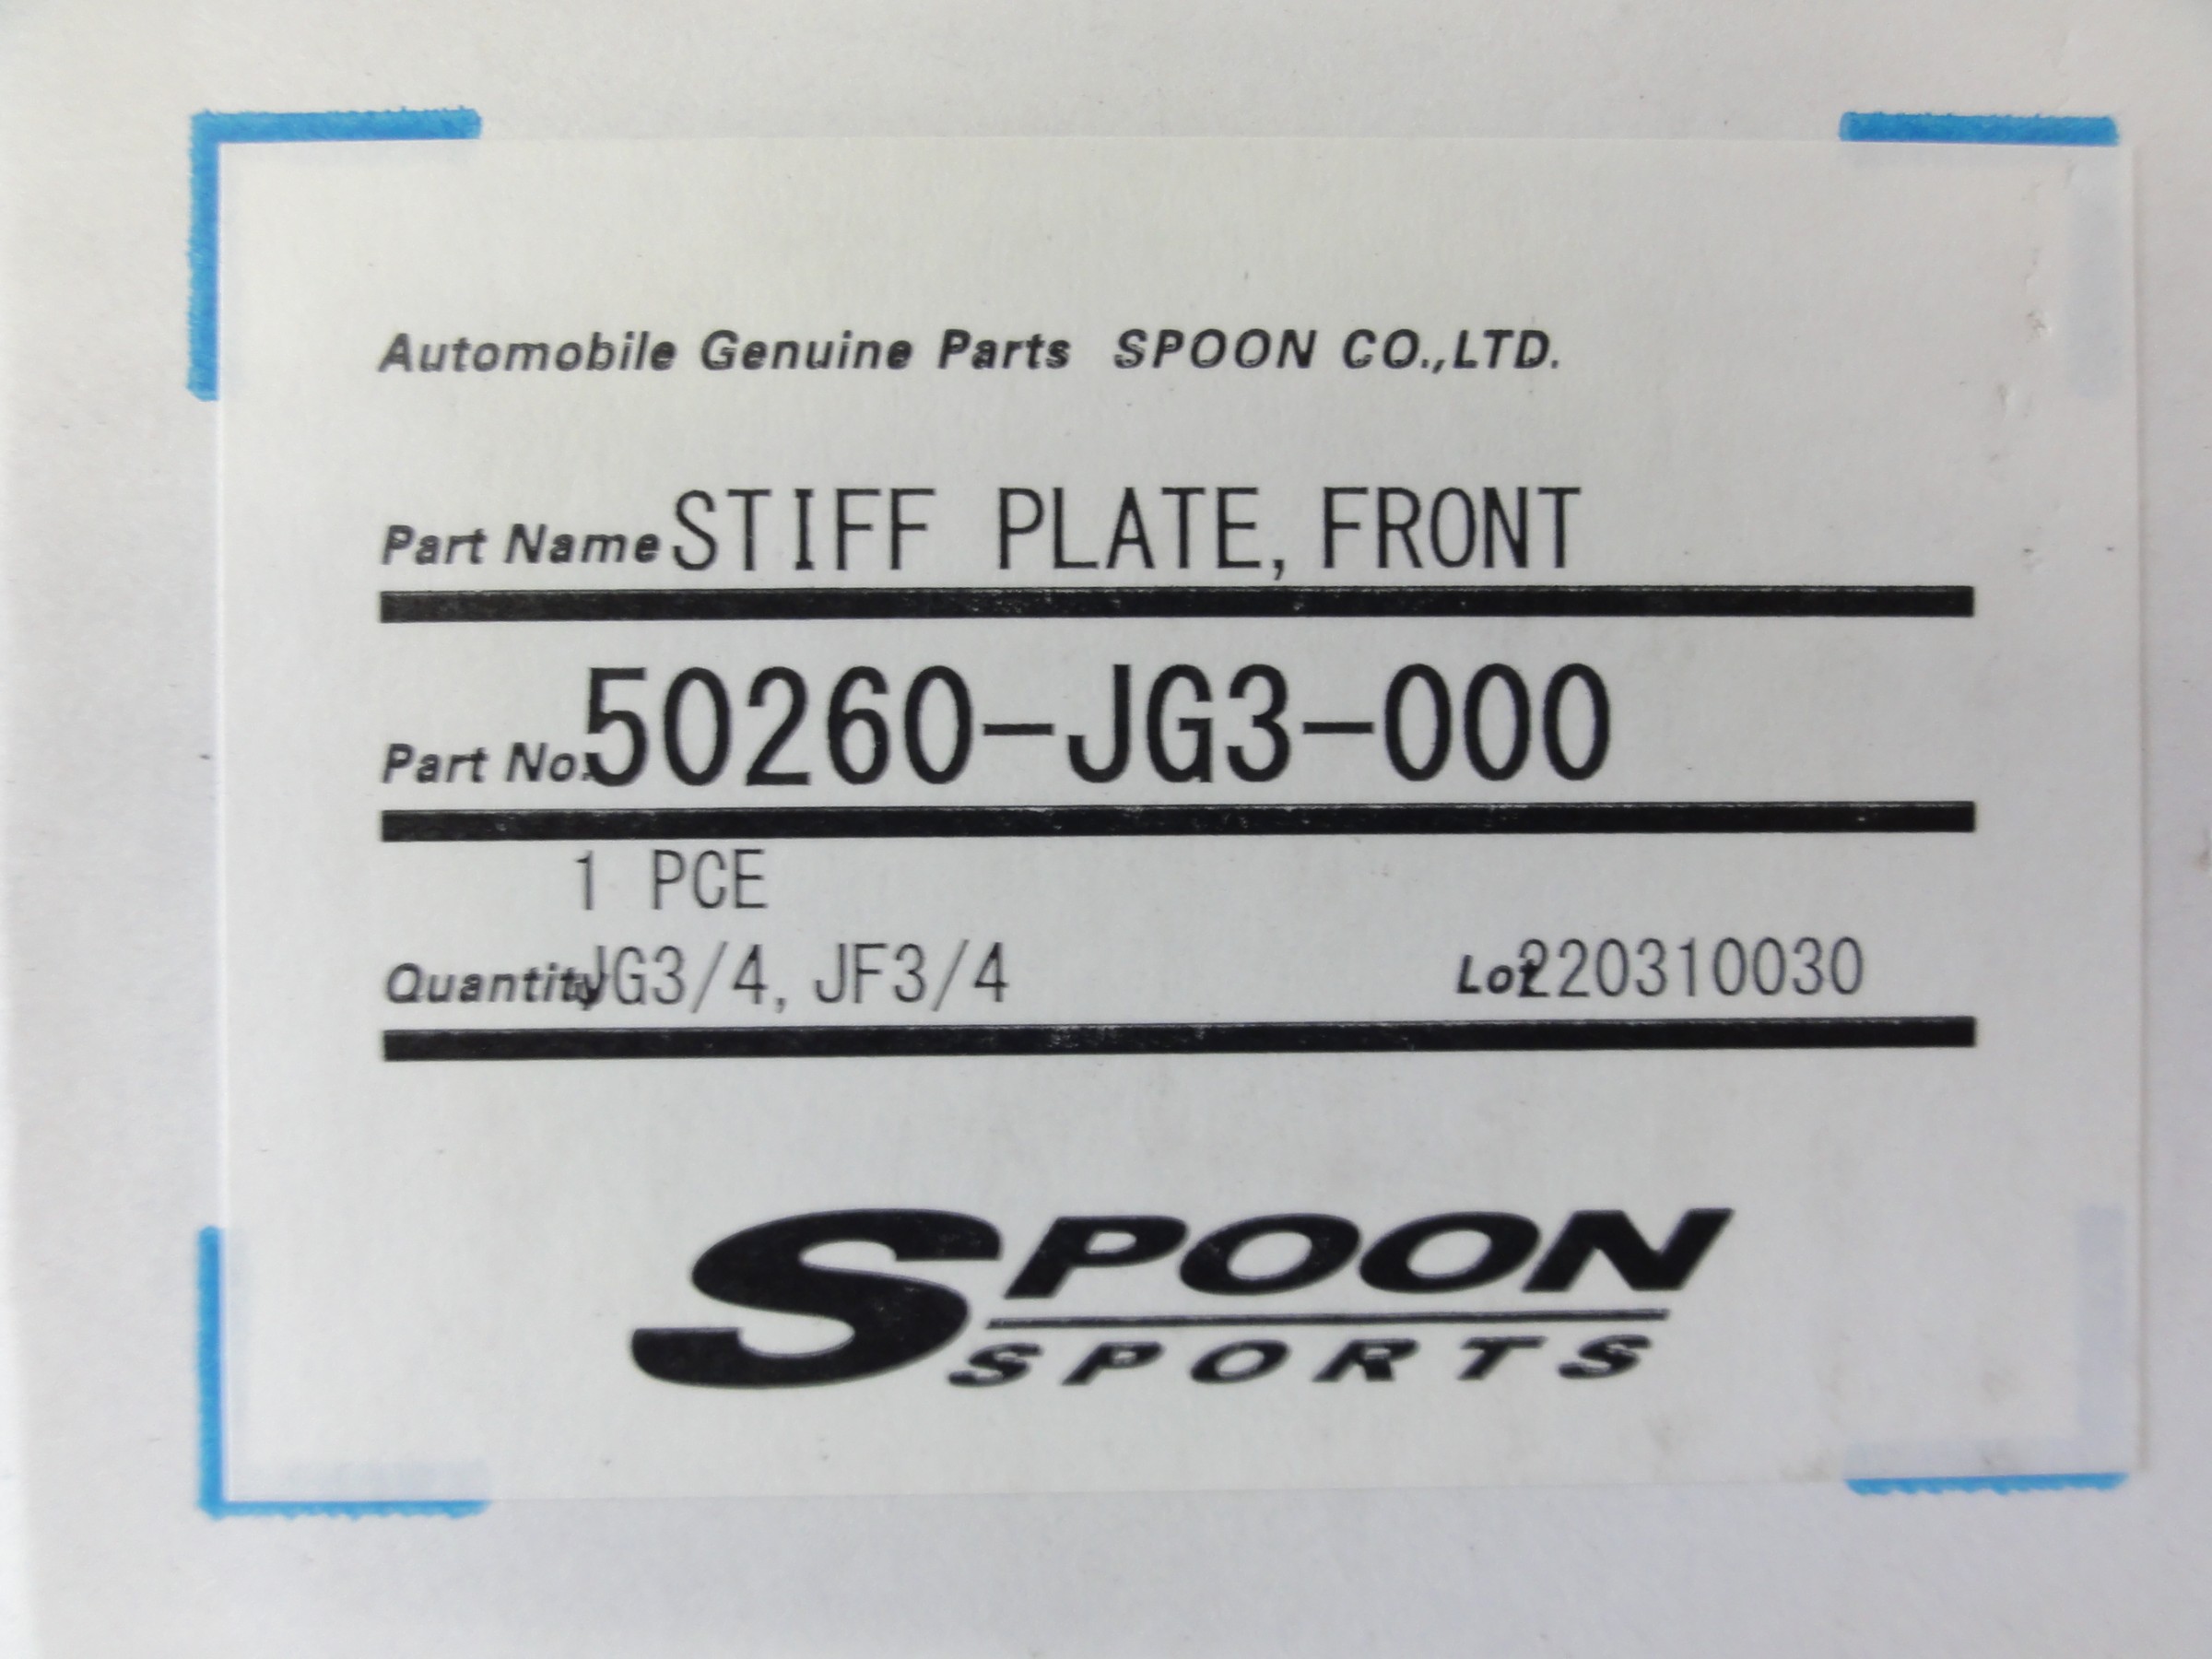 Automobile Genuine Parts SPOON CO.,LTD.
Part Name STIFF PLATE, FRONT
Part No. 50260-JG3-000
1 PCE
Quantity JG3/4, JF3/4 Lot 220310030
SPOON
SPORTS